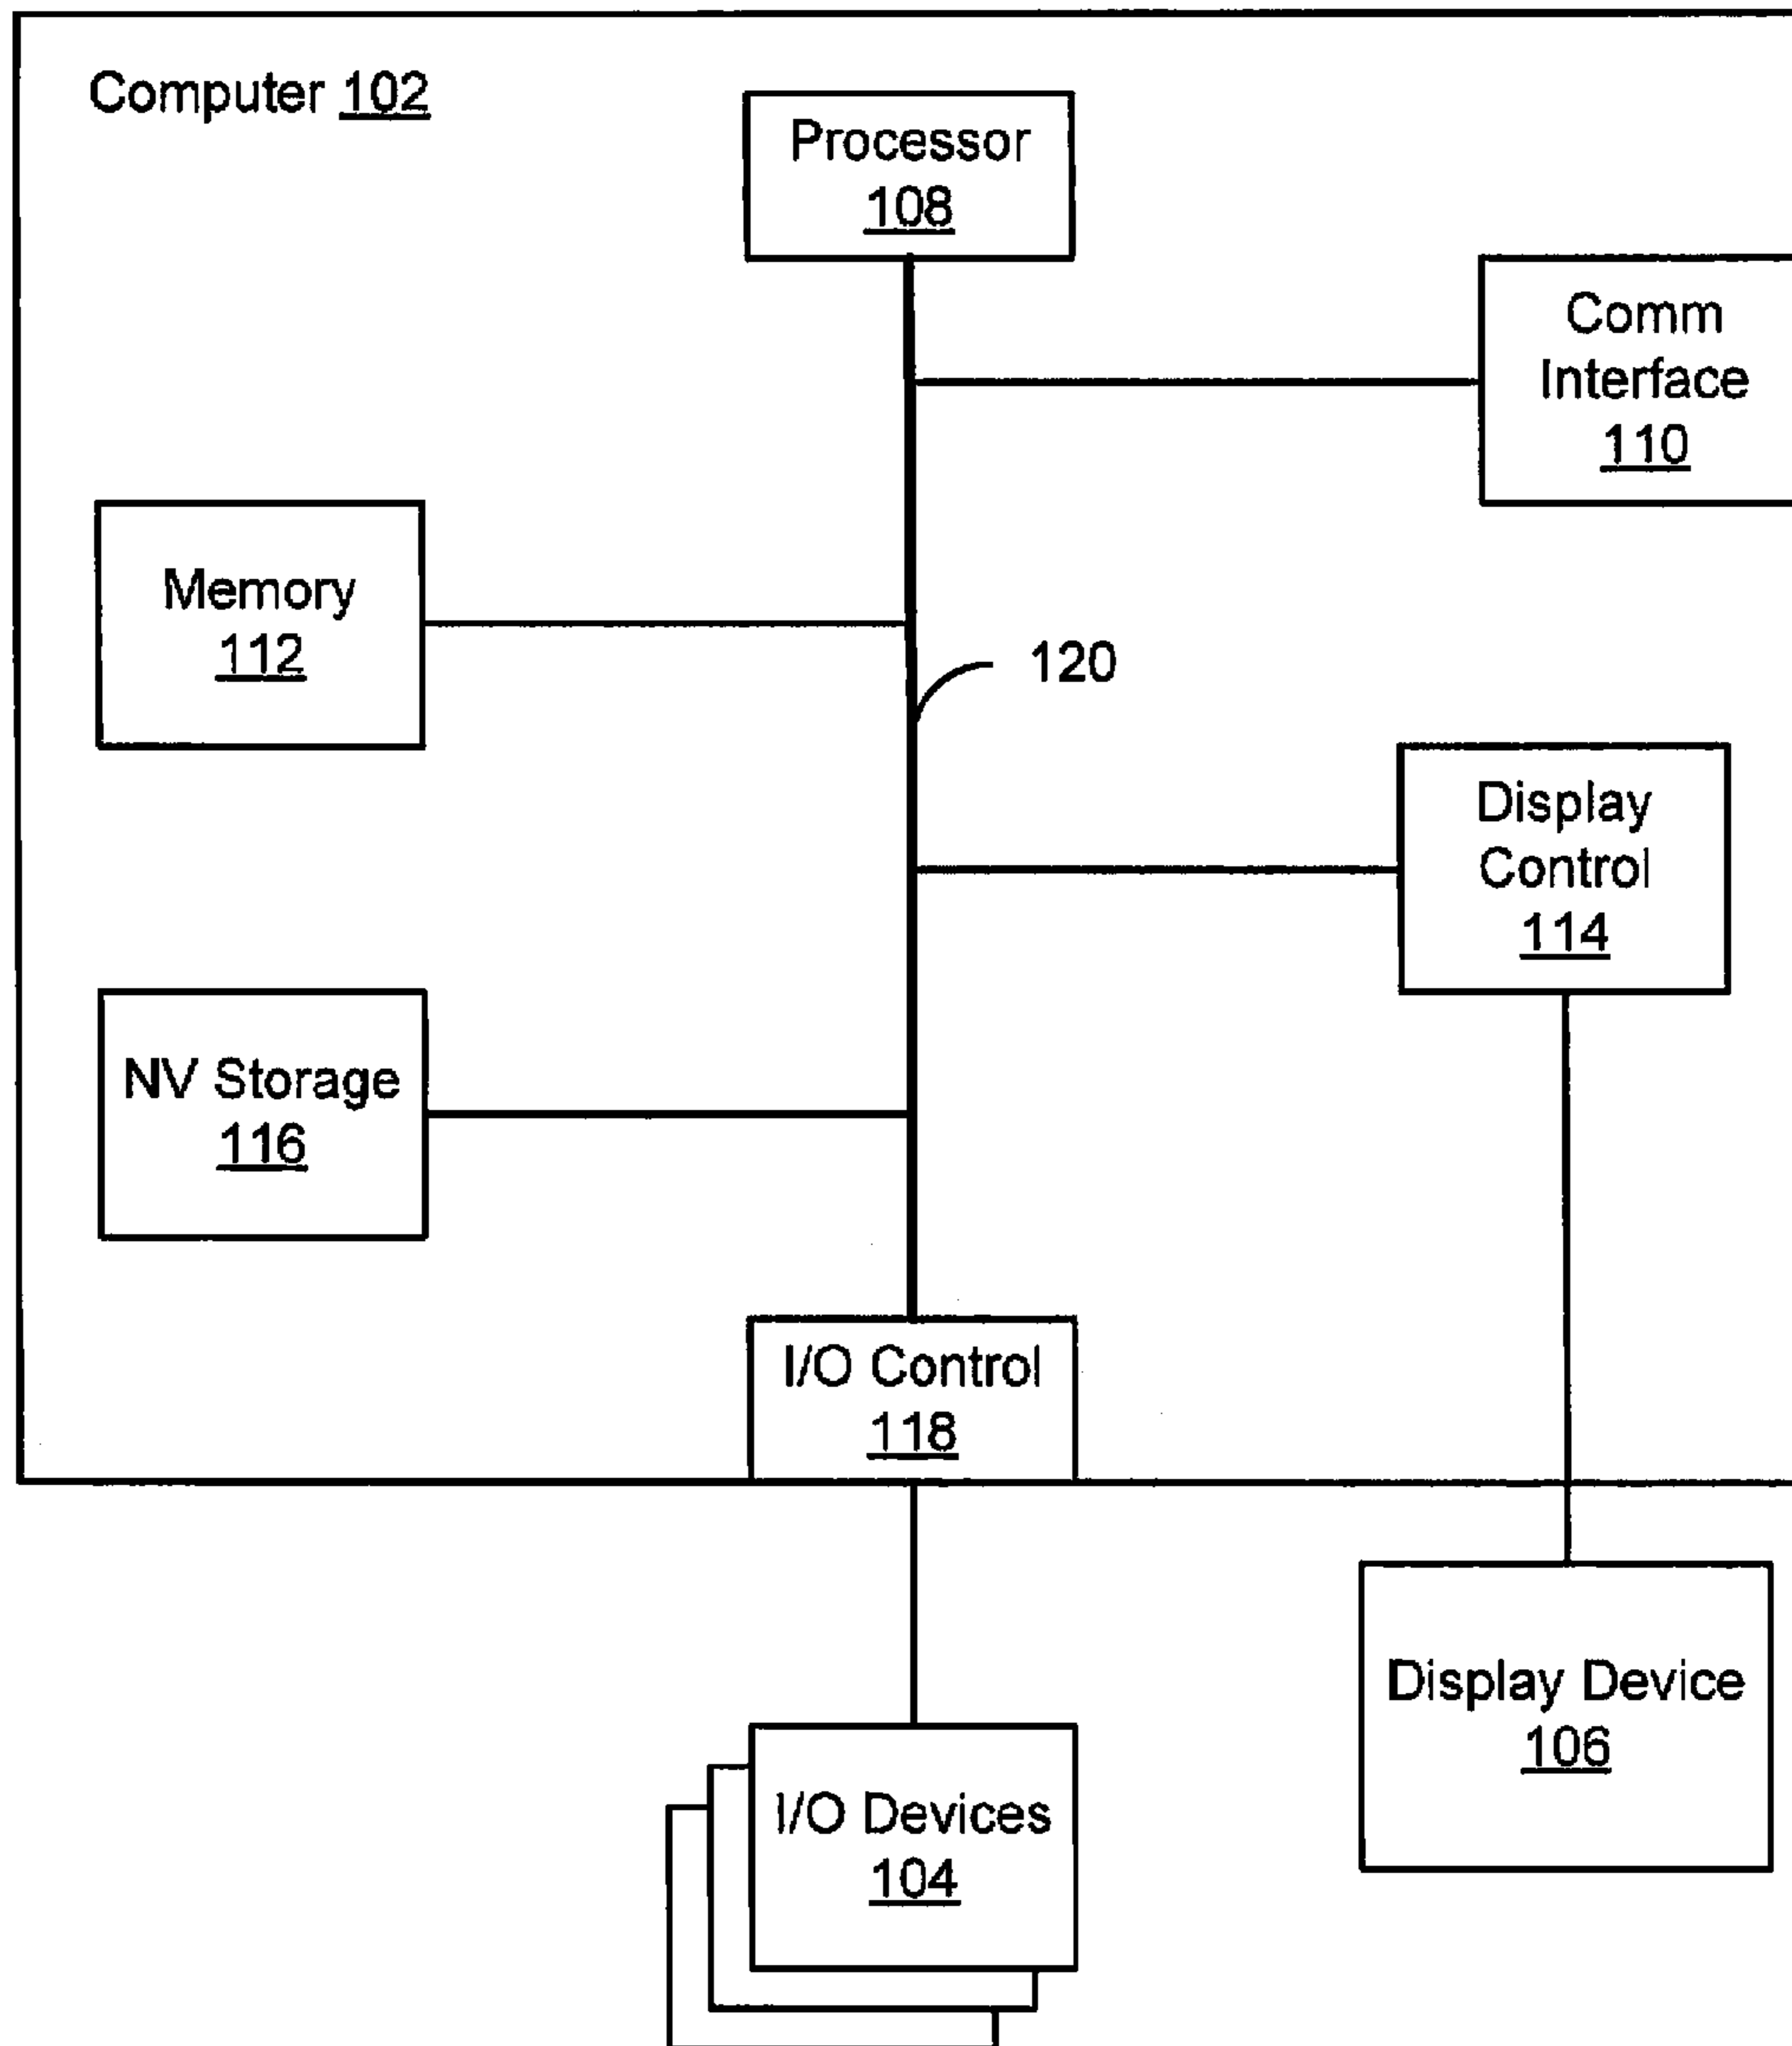 Computer 102
Processor
108
Comm
Interface
110
Memory
112
120
Display
Control
114
NV Storage
116
I/O Control
118
Display Device
106
I/O Devices
104